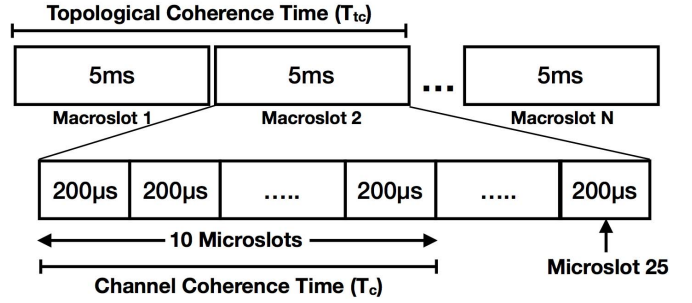 Topological Coherence Time (Ttc)
5ms
5ms
...
5ms
Macroslot 1
Macroslot 2
Macroslot N
200µs
200µs
.....
200µs
.....
200µs
10 Microslots
Microslot 25
Channel Coherence Time (Tc)